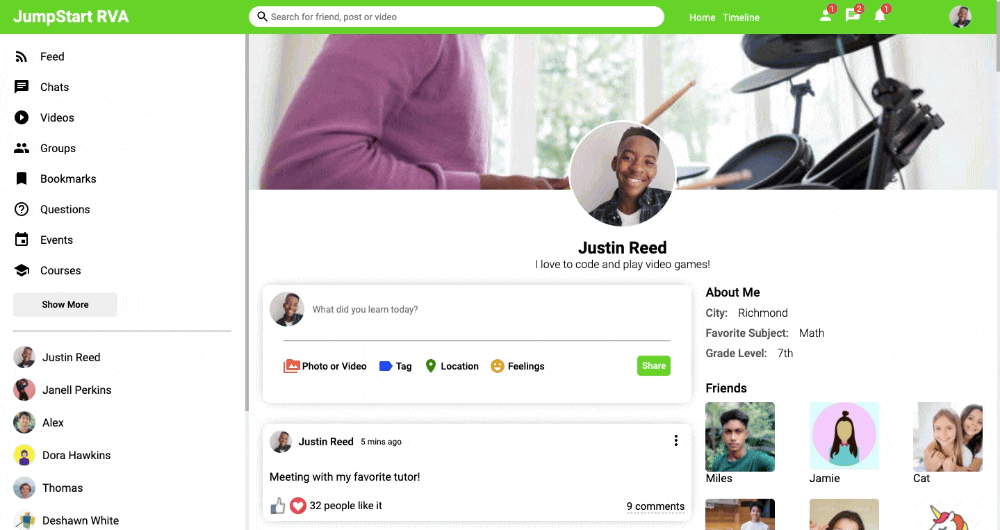 JumpStart RVA
Search for friend, post or video
Home Timeline
1
2
1
Feed
Chats
Videos
Groups
Bookmarks
Questions
Events
Courses
Show More
Justin Reed
Janell Perkins
Alex
Dora Hawkins
Thomas
Deshawn White
Justin Reed
I love to code and play video games!
What did you learn today?
Photo or Video Tag Location Feelings Share
Justin Reed 5 mins ago
Meeting with my favorite tutor!
32 people like it 9 comments
About Me
City: Richmond
Favorite Subject: Math
Grade Level: 7th
Friends
Miles Jamie Cat